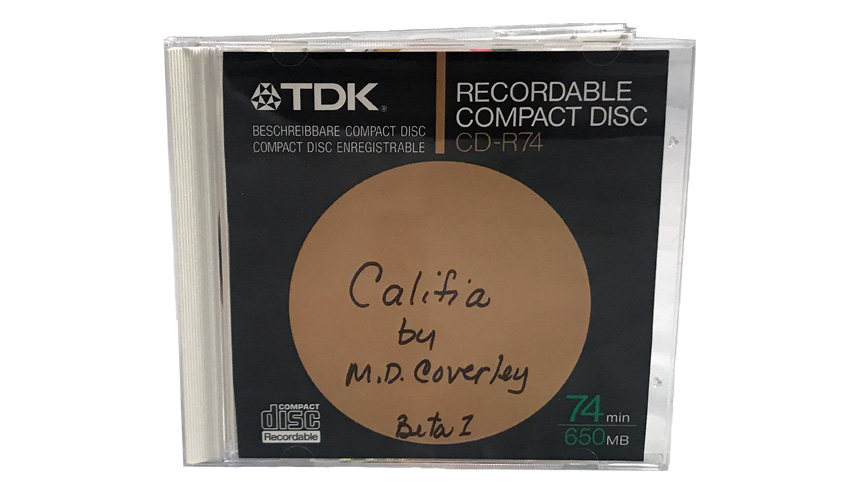 TDK®
BESCHREIBBARE COMPACT DISC
COMPACT DISC ENREGISTRABLE
RECORDABLE
COMPACT DISC
CD-R74
Califia
by
M.D. Coverley
Beta I
COMPACT
disc
Recordable
74 min
650 MB